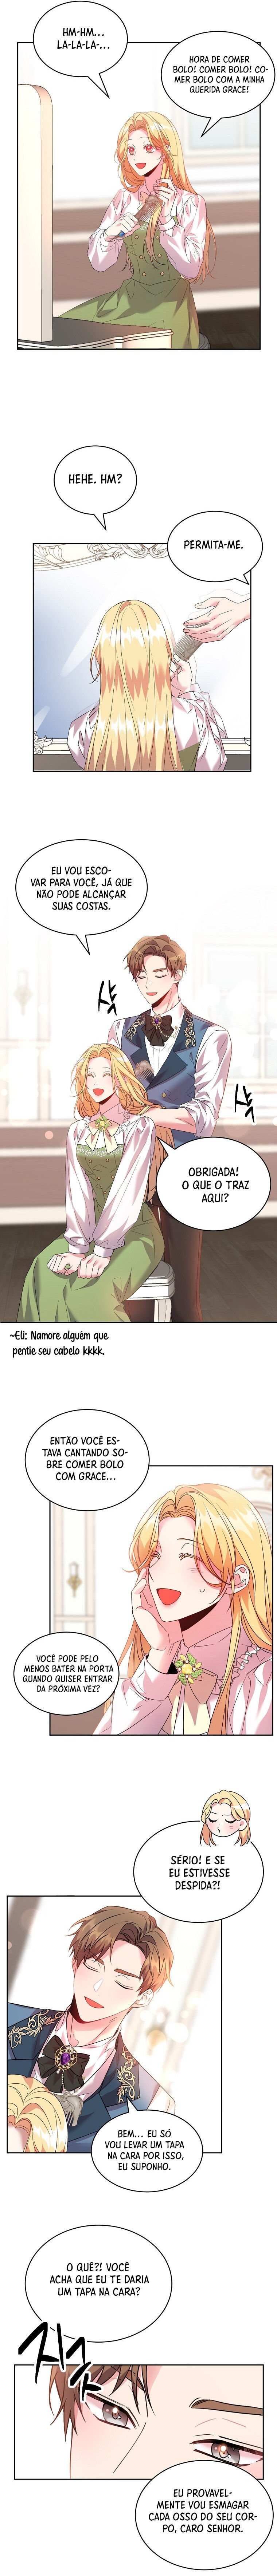 HM-HM...
LA-LA-LA-...
HORA DE COMER
BOLO! COMER BOLO! CO-
MER BOLO COM A MINHA
QUERIDA GRACE!
HEHE. HM?
PERMITA-ME.
EU VOU ESCO-
VAR PARA VOCÊ, JÁ QUE
NÃO PODE ALCANÇAR
SUAS COSTAS.
OBRIGADA!
O QUE O TRAZ
AQUI?
~Eli: Namore alguém que
pentie seu cabelo kkkk.
ENTÃO VOCÊ ES-
TAVA CANTANDO SO-
BRE COMER BOLO
COM GRACE...
VOCÊ PODE PELO
MENOS BATER NA PORTA
QUANDO QUISER ENTRAR
DA PRÓXIMA VEZ?
SÉRIO! E SE
EU ESTIVESSE
DESPIDA?!
BEM... EU SÓ
VOU LEVAR UM TAPA
NA CARA POR ISSO,
EU SUPONHO.
O QUÊ?! VOCÊ
ACHA QUE EU TE DARIA
UM TAPA NA CARA?
EU PROVAVEL-
MENTE VOU ESMAGAR
CADA OSSO DO SEU COR-
PO, CARO SENHOR.